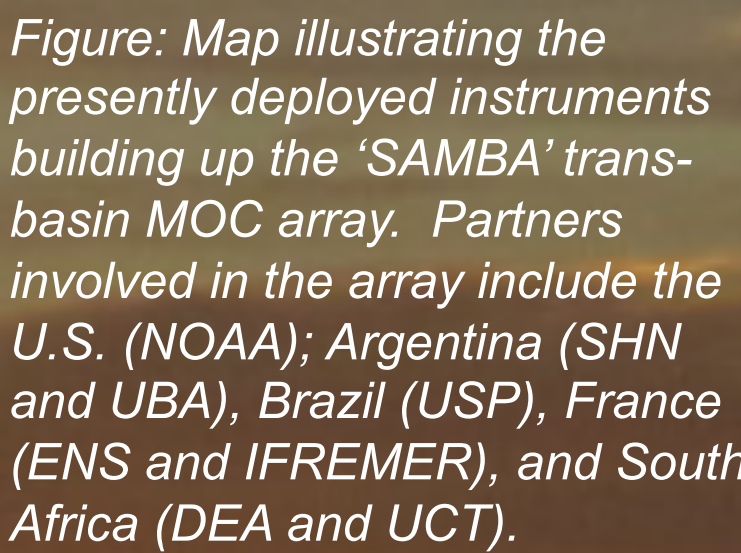 Figure: Map illustrating the
presently deployed instruments
building up the ‘SAMBA’ trans-
basin MOC array.  Partners
involved in the array include the
U.S. (NOAA); Argentina (SHN
and UBA), Brazil (USP), France
(ENS and IFREMER), and South
Africa (DEA and UCT).